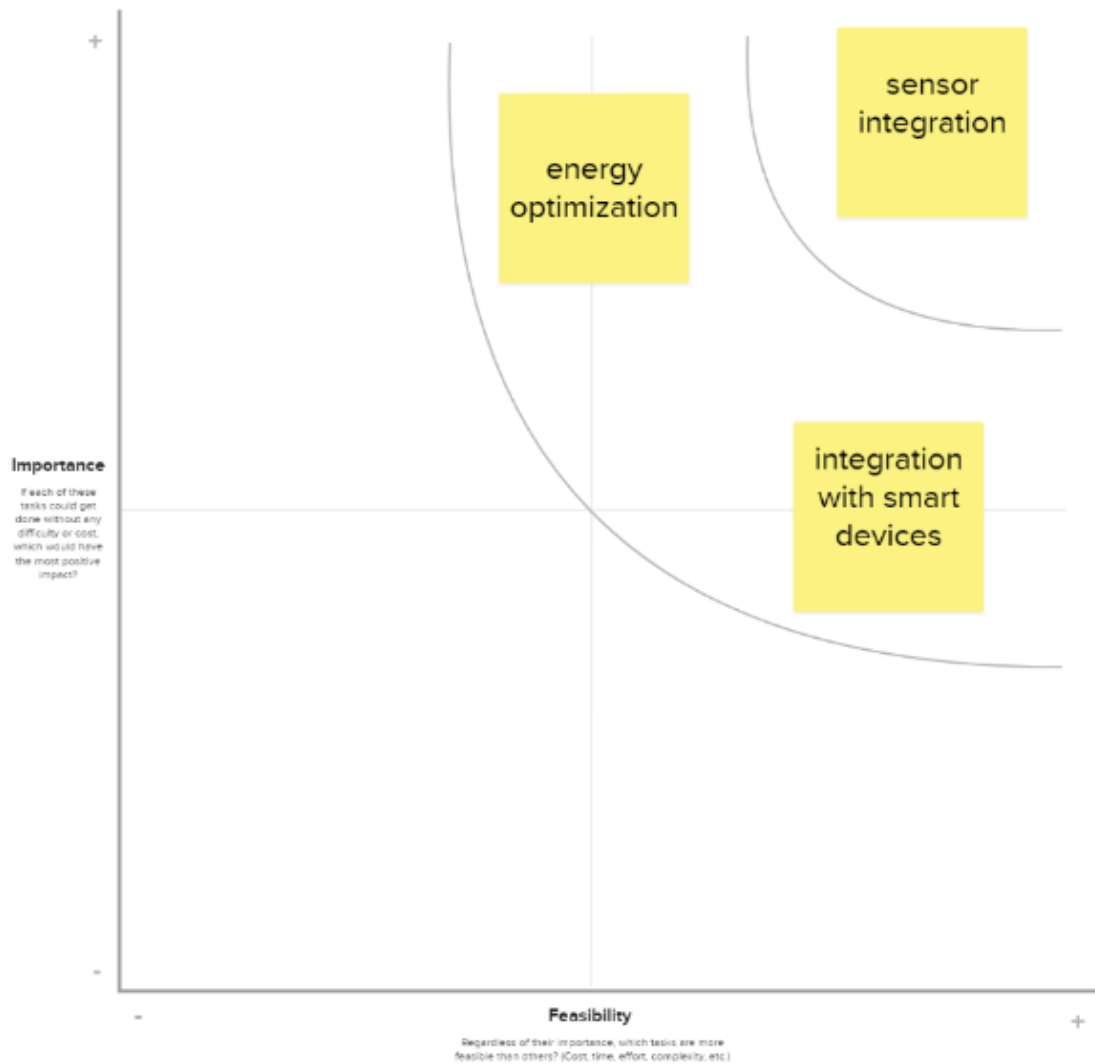 +
sensor
integration
energy
optimization
Importance
If each of these
tasks could get
done without any
difficulty or cost,
which would have
the most positive
impact?
integration
with smart
devices
-
-
Feasibility
+
Regardless of their importance, which tasks are more
feasible than others? (Cost, time, effort, complexity, etc.)